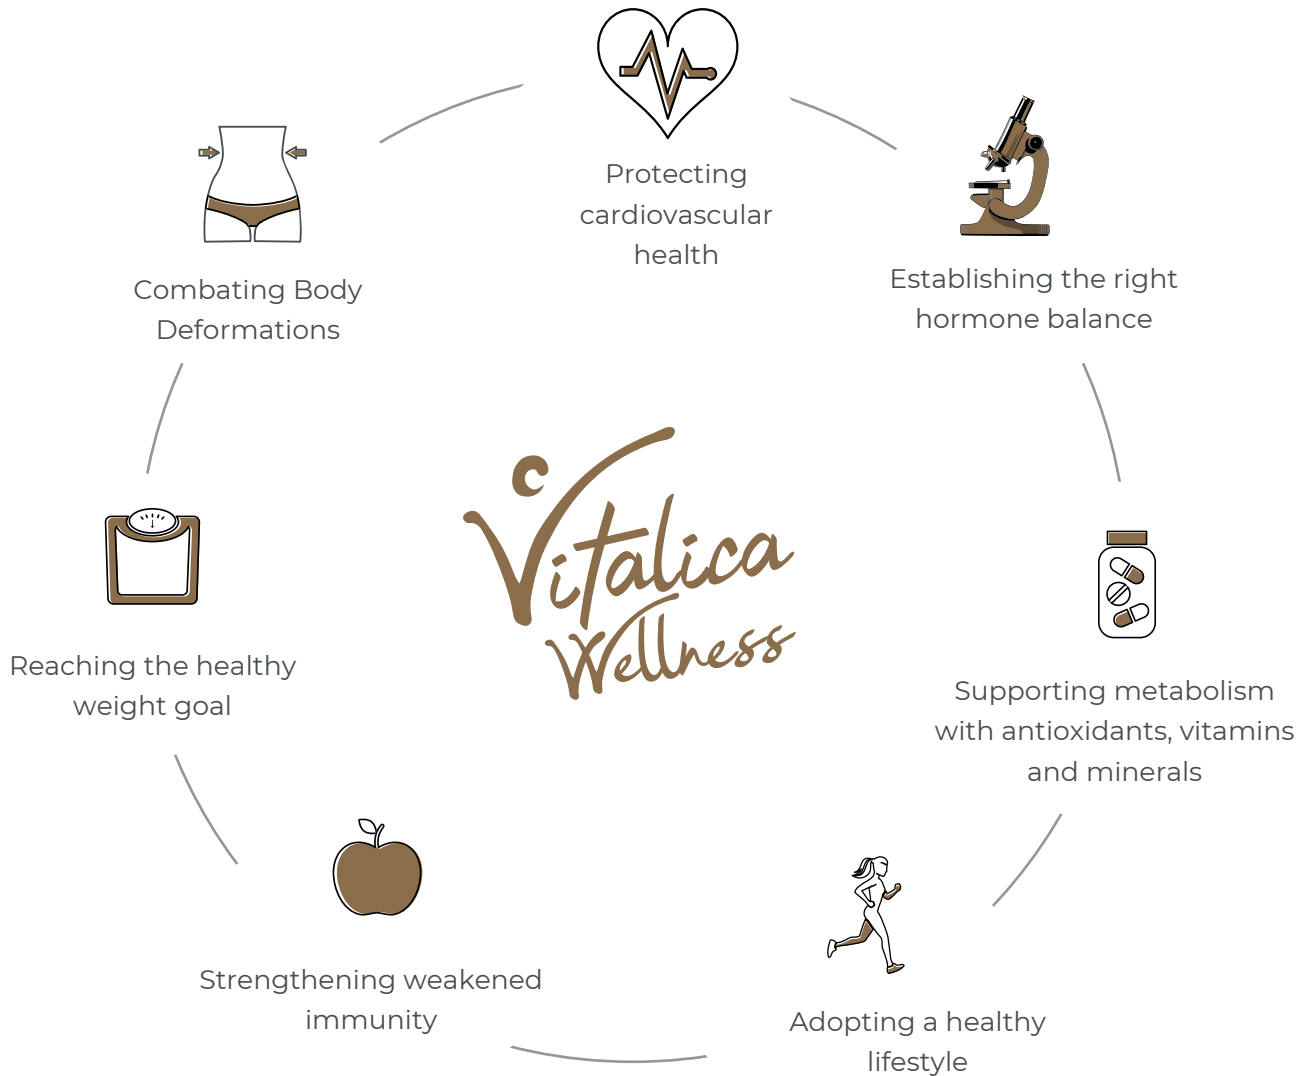 Protecting
cardiovascular
health
Establishing the right
hormone balance
Combating Body
Deformations
Vitalica
Wellness
Reaching the healthy
weight goal
Supporting metabolism
with antioxidants, vitamins
and minerals
Strengthening weakened
immunity
Adopting a healthy
lifestyle